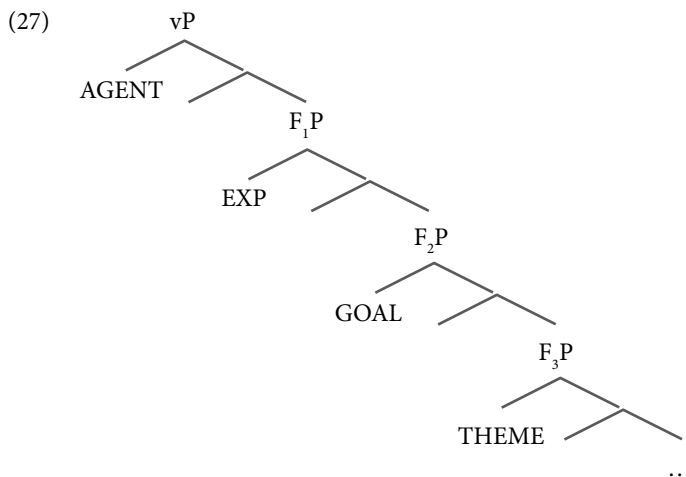 (27)
vP
AGENT
F₁P
EXP
F₂P
GOAL
F₃P
THEME
..